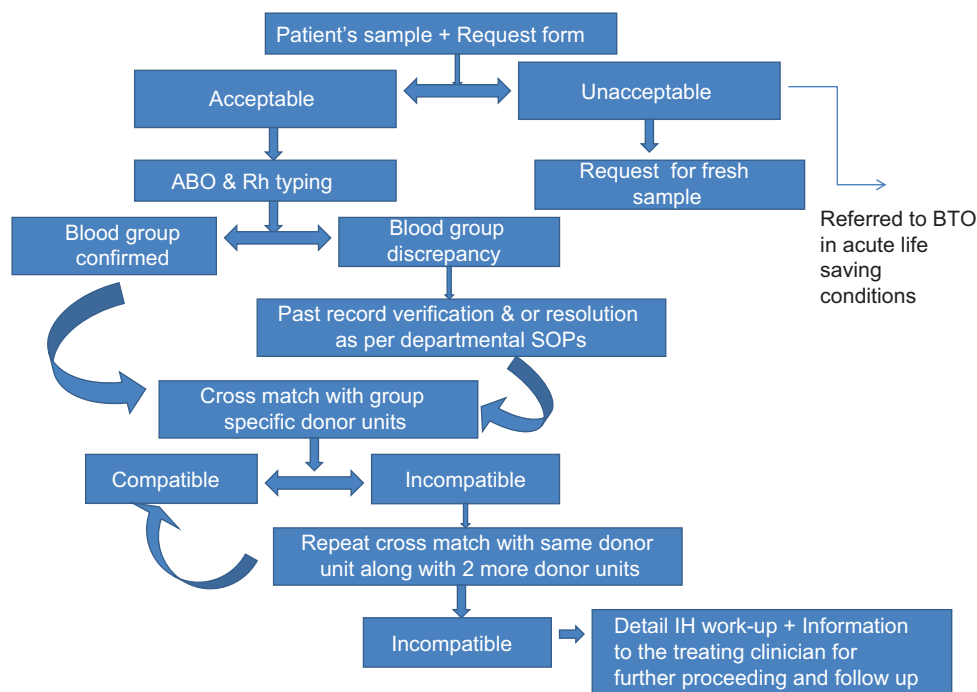 Patient's sample + Request form
Acceptable
Unacceptable
ABO & Rh typing
Request for fresh
sample
Referred to BTO
in acute life
saving
conditions
Blood group
confirmed
Blood group
discrepancy
Past record verification & or resolution
as per departmental SOPs
Cross match with group
specific donor units
Compatible
Incompatible
Repeat cross match with same donor
unit along with 2 more donor units
Incompatible
Detail IH work-up + Information
to the treating clinician for
further proceeding and follow up